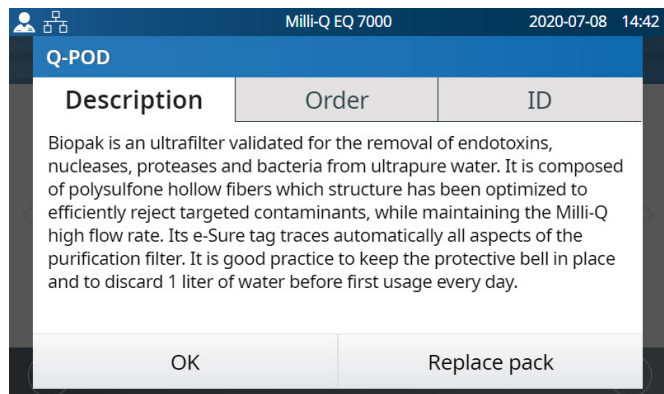 Milli-Q EQ 7000 2020-07-08 14:42
Q-POD
Description Order ID
Biopak is an ultrafilter validated for the removal of endotoxins,
nucleases, proteases and bacteria from ultrapure water. It is composed
of polysulfone hollow fibers which structure has been optimized to
efficiently reject targeted contaminants, while maintaining the Milli-Q
high flow rate. Its e-Sure tag traces automatically all aspects of the
purification filter. It is good practice to keep the protective bell in place
and to discard 1 liter of water before first usage every day.
OK Replace pack